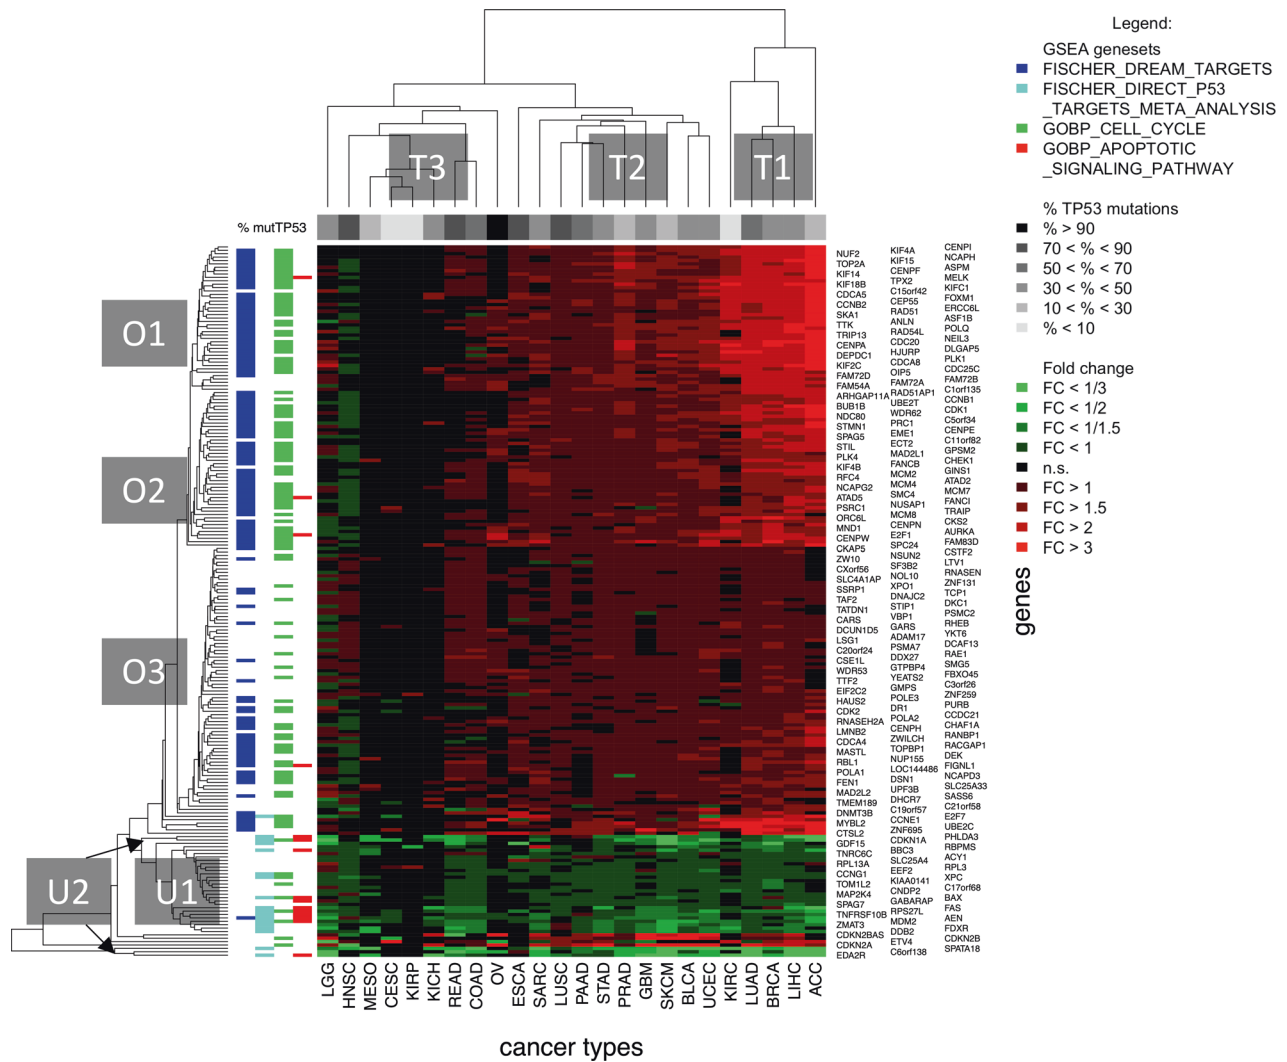 Legend:
GSEA genesets
FISCHER_DREAM_TARGETS
FISCHER_DIRECT_P53
_TARGETS_META_ANALYSIS
GOBP_CELL_CYCLE
GOBP_APOPTOTIC
_SIGNALING_PATHWAY
% TP53 mutations
% > 90
70 < % < 90
50 < % < 70
30 < % < 50
10 < % < 30
% < 10
Fold change
FC < 1/3
FC < 1/2
FC < 1/1.5
FC < 1
n.s.
FC > 1
FC > 1.5
FC > 2
FC > 3
T3
T2
T1
% mutTP53
O1
O2
O3
U2
U1
NUF2
TOP2A
KIF14
KIF18B
CDCA5
CCNB2
SKA1
TTK
TRIP13
CENPA
DEPDC1
KIF2C
FAM72D
FAM54A
ARHGAP11A
BUB1B
NDC80
STMN1
SPAG5
STIL
PLK4
KIF4B
RFC4
NCAPG2
ATAD5
PSRC1
ORC6L
MND1
CENPW
CKAP5
ZW10
CXorf56
SLC4A1AP
SSRP1
TAF2
TATDN1
CARS
DCUN1D5
LSG1
C20orf24
CSE1L
WDR53
TTF2
EIF2C2
HAUS2
CDK2
RNASEH2A
LMNB2
CDCA4
MASTL
RBL1
POLA1
FEN1
MAD2L2
TMEM189
DNMT3B
MYBL2
CTSL2
GDF15
TNRC6C
RPL13A
CCNG1
TOM1L2
MAP2K4
SPAG7
TNFRSF10B
ZMAT3
CDKN2BAS
CDKN2A
EDA2R
KIF4A
KIF15
CENPF
TPX2
C15orf42
CEP55
RAD51
ANLN
RAD54L
CDC20
HJURP
CDCA8
OIP5
FAM72A
RAD51AP1
UBE2T
WDR62
PRC1
EME1
ECT2
MAD2L1
FANCB
MCM2
MCM4
SMC4
NUSAP1
MCM8
CENPN
E2F1
SPC24
NSUN2
SF3B2
NOL10
XPO1
DNAJC2
STIP1
VBP1
GARS
ADAM17
PSMA7
DDX27
GTPBP4
YEATS2
GMPS
POLE3
DR1
POLA2
CENPH
ZWILCH
TOPBP1
NUP155
LOC144486
DSN1
UPF3B
DHCR7
C19orf57
CCNE1
ZNF695
CDKN1A
BBC3
SLC25A4
EEF2
KIAA0141
CNDP2
GABARAP
RPS27L
MDM2
DDB2
ETV4
C6orf138
CENPI
NCAPH
ASPM
MELK
KIFC1
FOXM1
ERCC6L
ASF1B
POLQ
NEIL3
DLGAP5
PLK1
CDC25C
FAM72B
C1orf135
CCNB1
CDK1
C5orf34
CENPE
C11orf82
GPSM2
CHEK1
GINS1
ATAD2
MCM7
FANCI
TRAIP
CKS2
AURKA
FAM83D
CSTF2
LTV1
RNASEN
ZNF131
TCP1
DKC1
PSMC2
RHEB
YKT6
DCAF13
RAE1
SMG5
FBXO45
C3orf26
ZNF259
PURB
CCDC21
CHAF1A
RANBP1
RACGAP1
DEK
FIGNL1
NCAPD3
SLC25A33
SASS6
C21orf58
E2F7
UBE2C
PHLDA3
RBPMS
ACY1
RPL3
XPC
C17orf68
BAX
FAS
AEN
FDXR
CDKN2B
SPATA18
genes
LGG
HNSC
MESO
CESC
KIRP
KICH
READ
COAD
OV
ESCA
SARC
LUSC
PAAD
STAD
PRAD
GBM
SKCM
BLCA
UCEC
KIRC
LUAD
BRCA
LIHC
ACC
cancer types